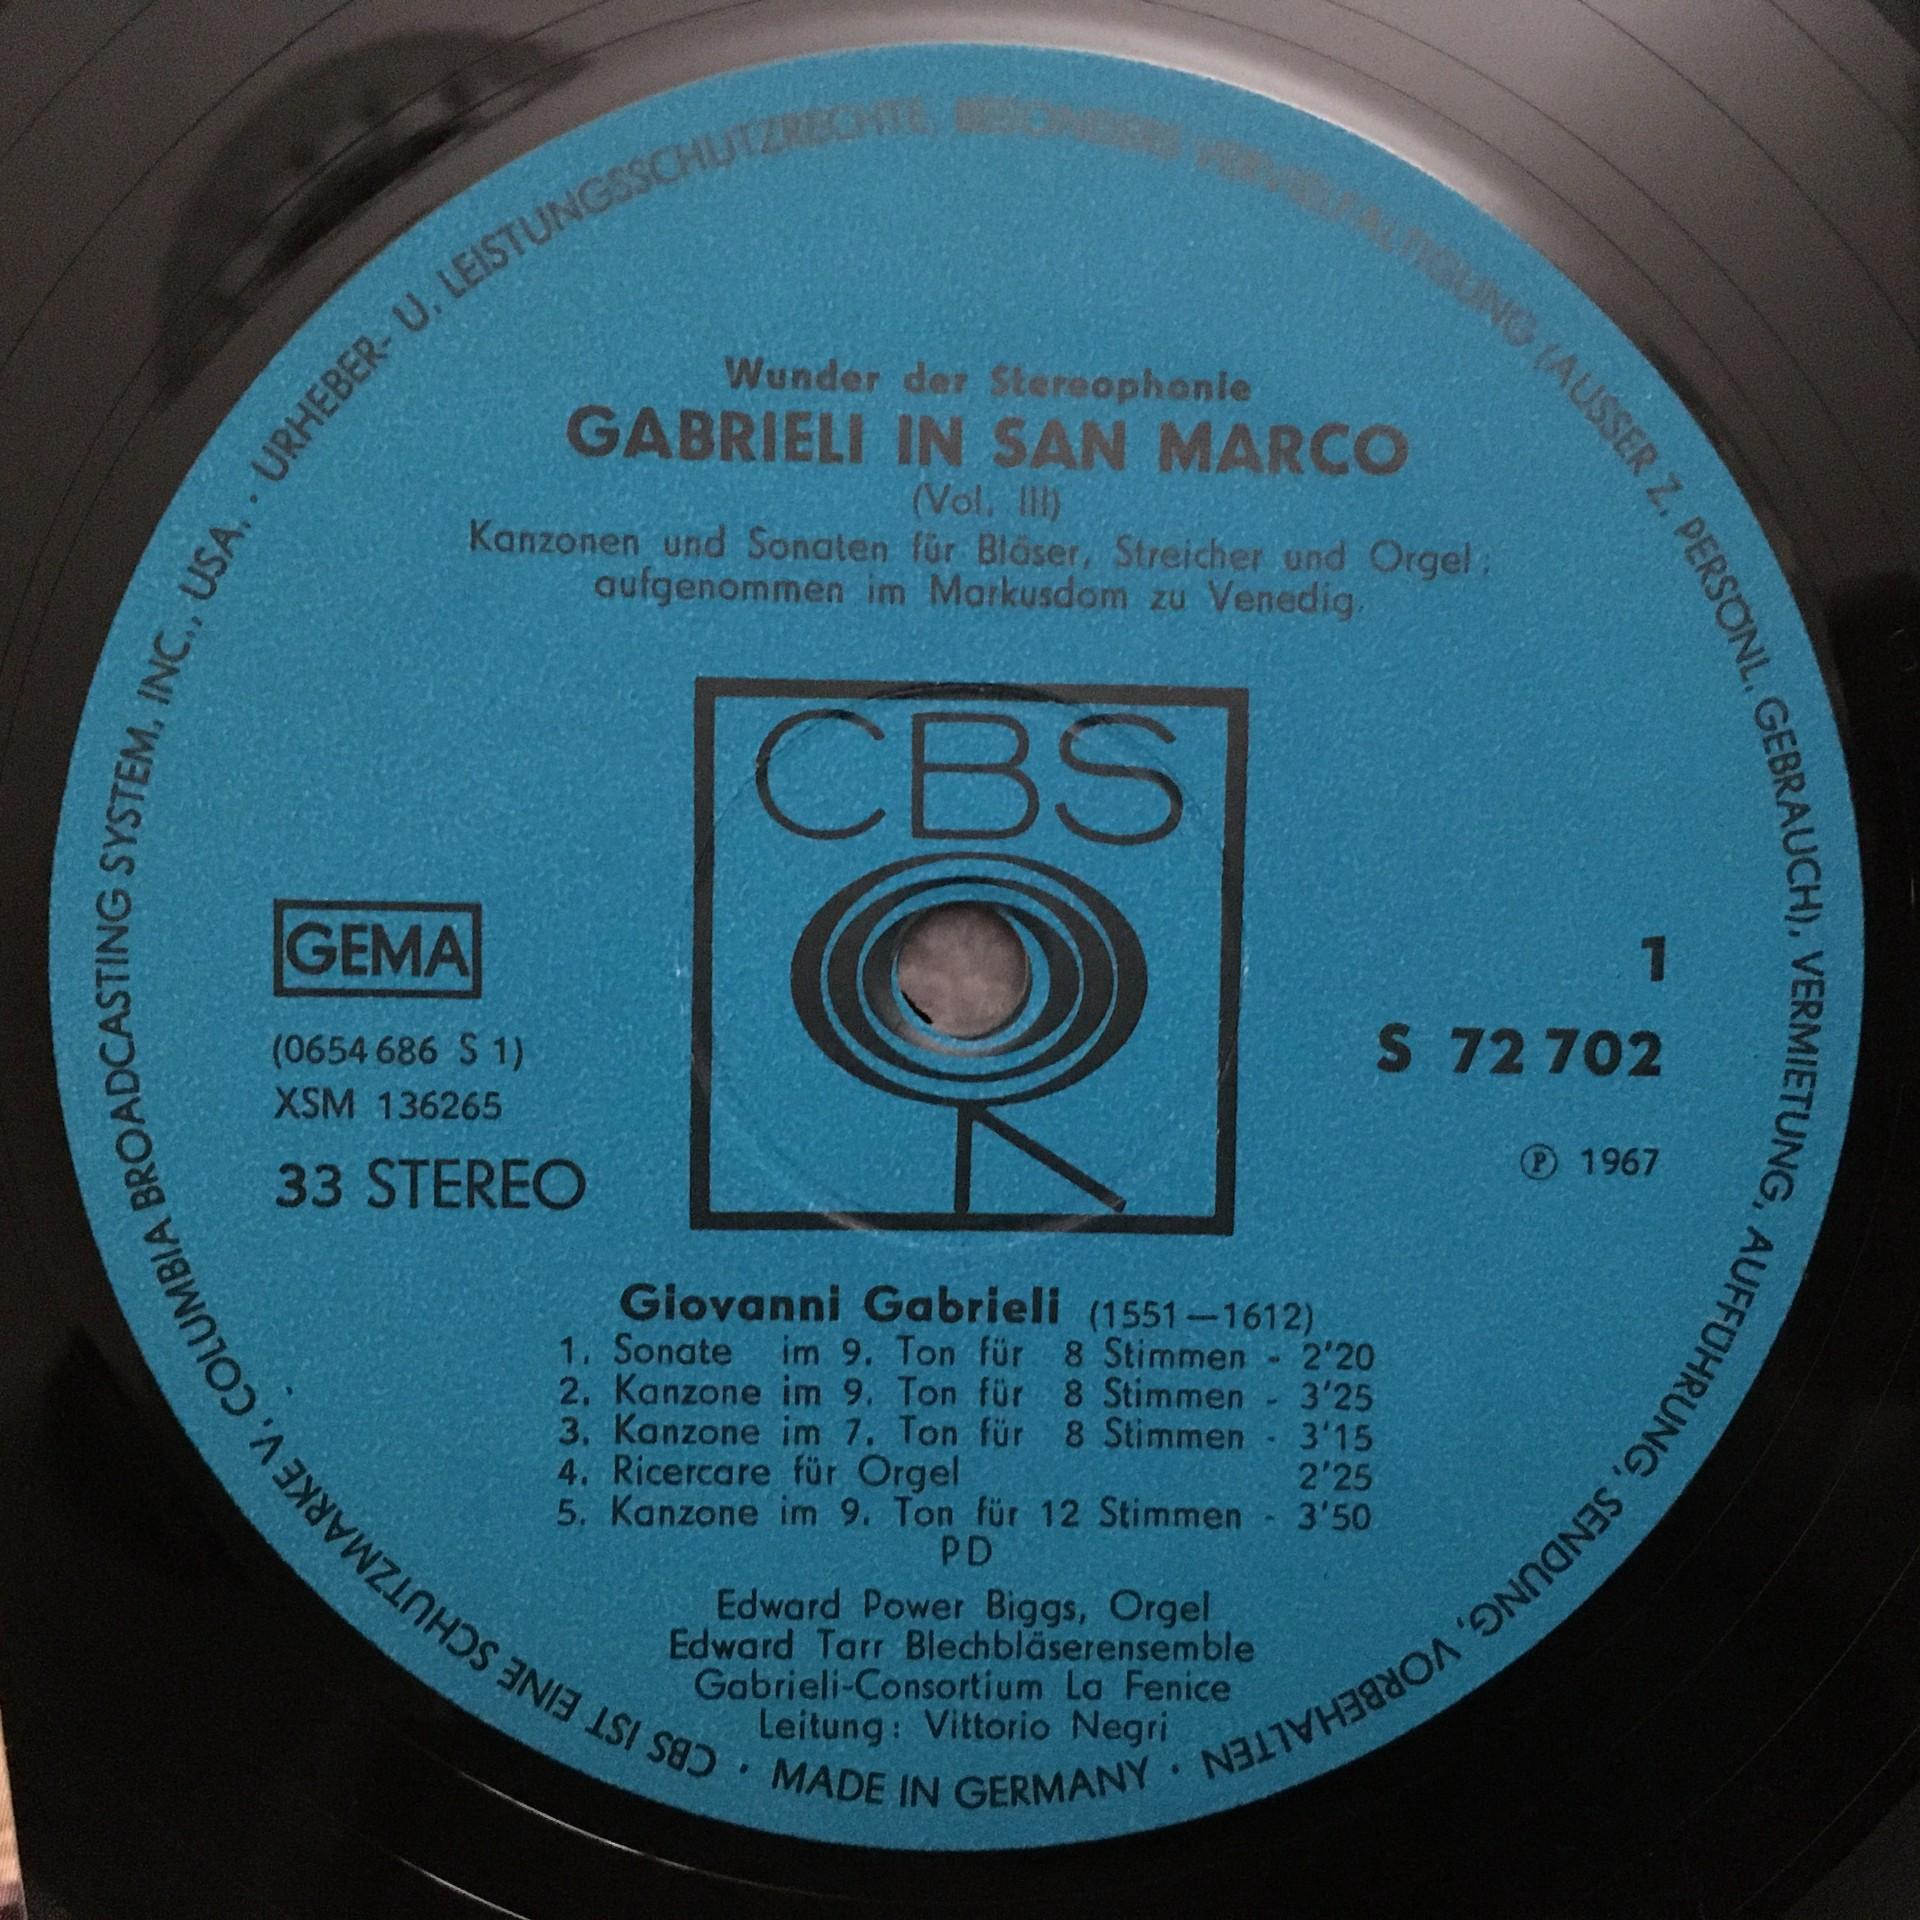 Wunder der Stereophonie
GABRIELI IN SAN MARCO
(Vol. III)
Kanzonen und Sonaten für Bläser, Streicher und Orgel;
aufgenommen im Markusdom zu Venedig.
CBS
GEMA
(0654 686 S 1)
XSM 136265
33 STEREO
1
S 72 702
℗ 1967
Giovanni Gabrieli (1551—1612)
1. Sonate im 9. Ton für 8 Stimmen - 2'20
2. Kanzone im 9. Ton für 8 Stimmen - 3'25
3. Kanzone im 7. Ton für 8 Stimmen - 3'15
4. Ricercare für Orgel 2'25
5. Kanzone im 9. Ton für 12 Stimmen - 3'50
PD
Edward Power Biggs, Orgel
Edward Tarr Blechbläserensemble
Gabrieli-Consortium La Fenice
Leitung: Vittorio Negri
CBS IST EINE SCHUTZMARKE V. COLUMBIA BROADCASTING SYSTEM, INC., USA. · URHEBER- U. LEISTUNGSSCHUTZRECHTE, BESONDERS VERVIELFÄLTIGUNG (AUSSER Z. PERSÖNL. GEBRAUCH), VERMIETUNG, AUFFÜHRUNG, SENDUNG, VORBEHALTEN · MADE IN GERMANY ·